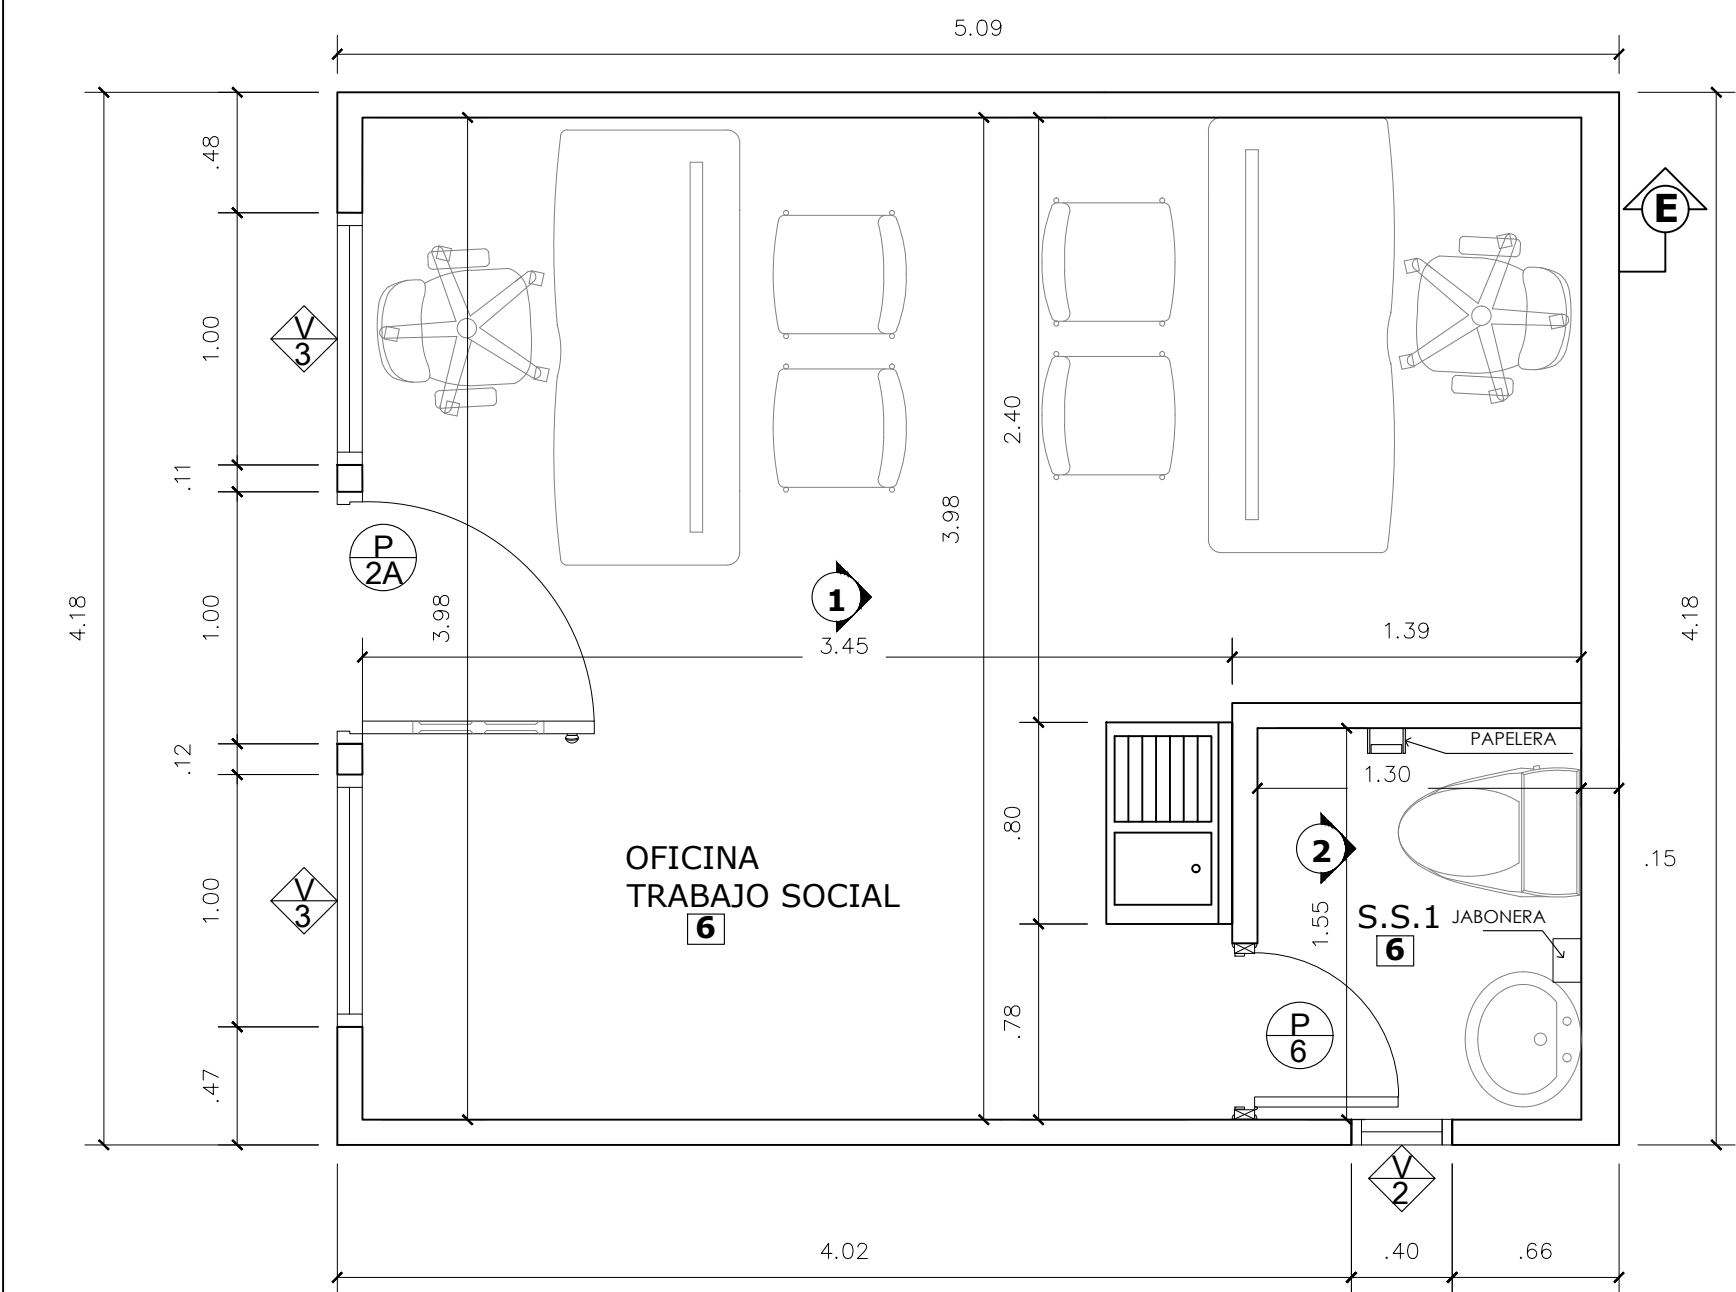 5.09
.48
E
1.00
V
3
2.40
.11
3.98
P
2A
1
4.18
1.00
3.98
4.18
3.45
1.39
PAPELERA
.12
1.30
.80
2
OFICINA
TRABAJO SOCIAL
6
.15
V
3
1.00
1.55
S.S.1
JABONERA
6
.78
P
6
.47
V
2
4.02
.40
.66